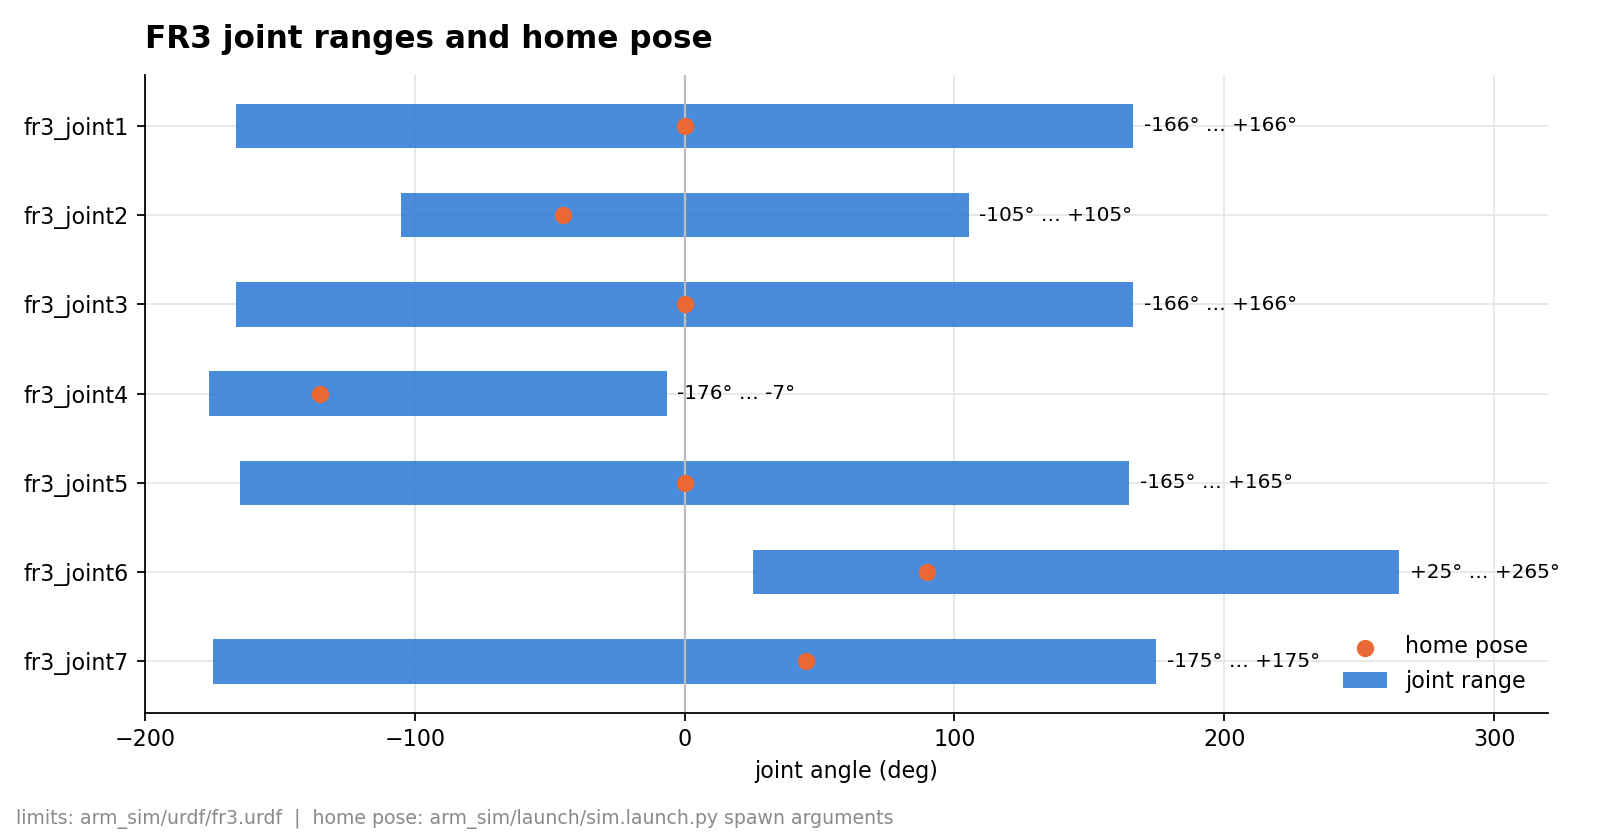 FR3 joint ranges and home pose
fr3_joint1
-166° ... +166°
fr3_joint2
-105° ... +105°
fr3_joint3
-166° ... +166°
fr3_joint4
-176° ... -7°
fr3_joint5
-165° ... +165°
fr3_joint6
+25° ... +265°
fr3_joint7
-175° ... +175°
home pose
joint range
−200 −100 0 100 200 300
joint angle (deg)
limits: arm_sim/urdf/fr3.urdf | home pose: arm_sim/launch/sim.launch.py spawn arguments